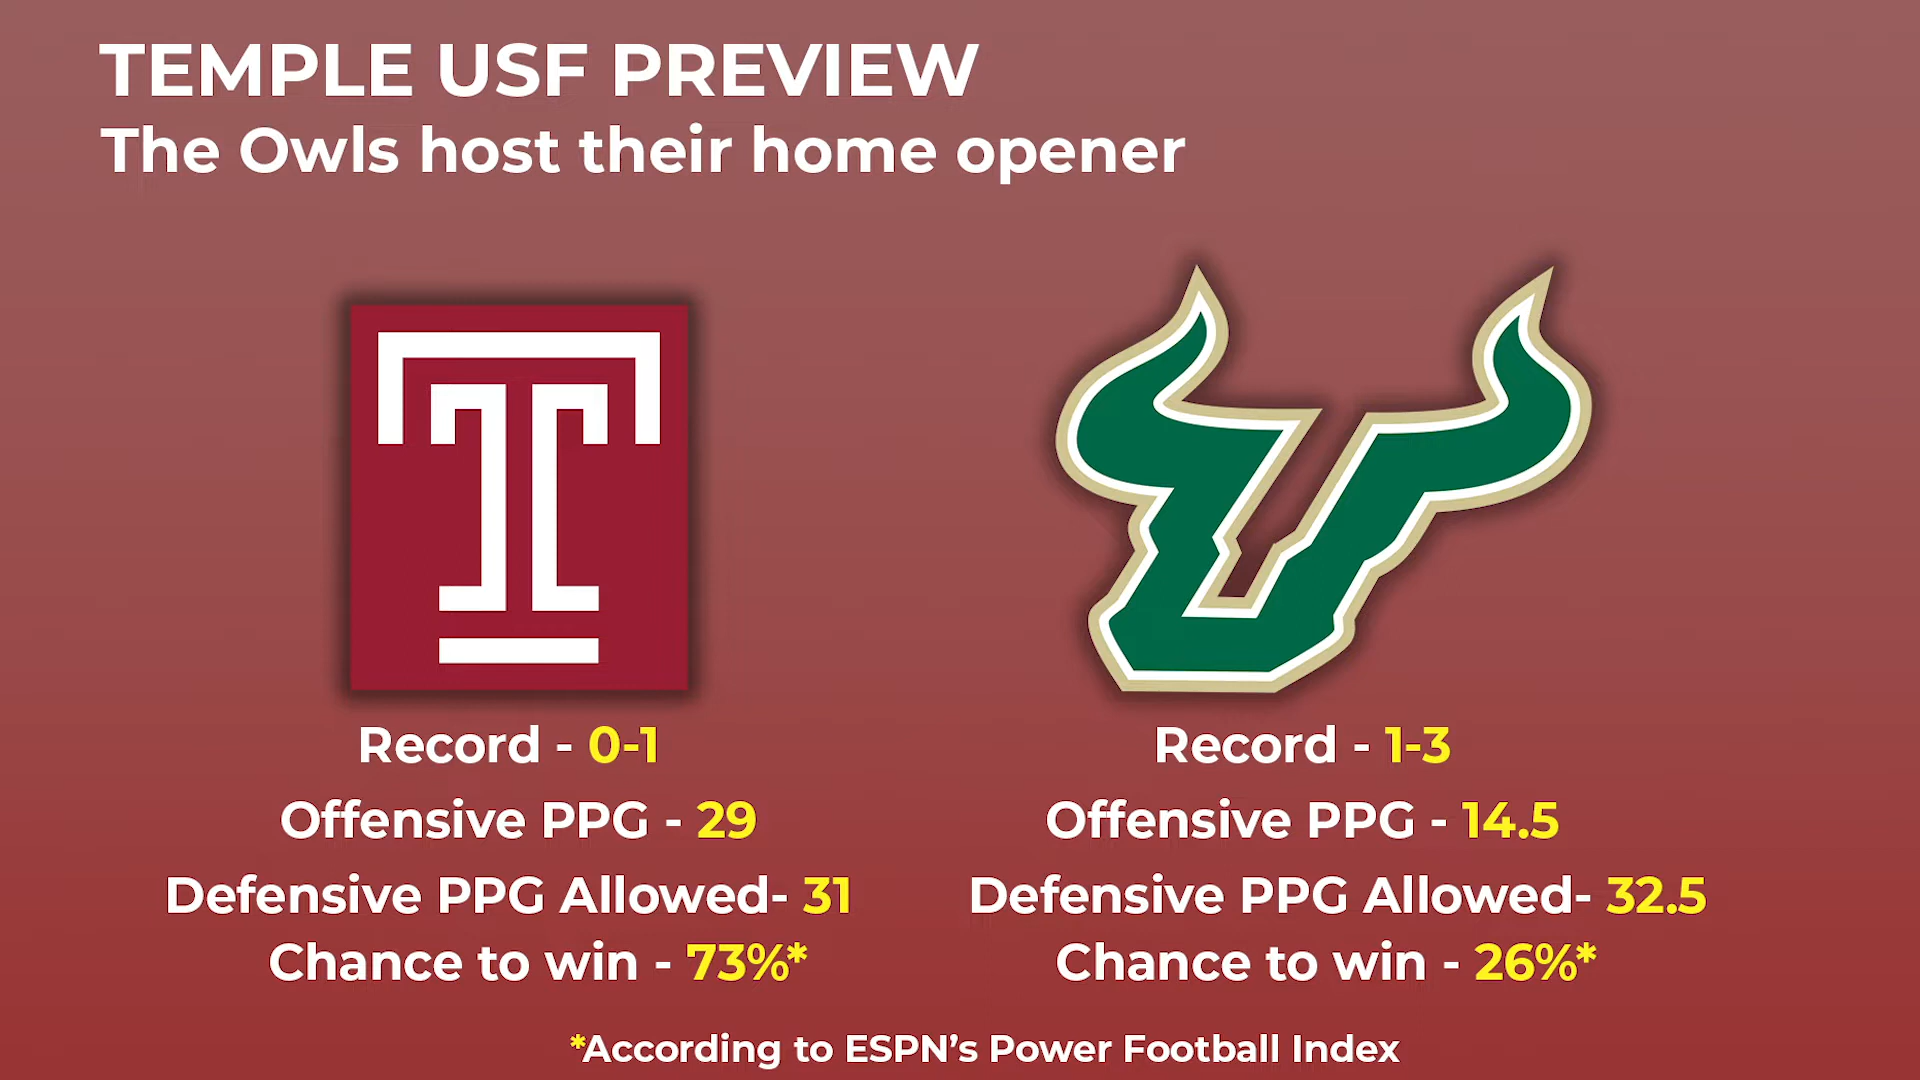 TEMPLE USF PREVIEW
The Owls host their home opener
Record - 0-1
Offensive PPG - 29
Defensive PPG Allowed- 31
Chance to win - 73%*
Record - 1-3
Offensive PPG - 14.5
Defensive PPG Allowed- 32.5
Chance to win - 26%*
*According to ESPN’s Power Football Index